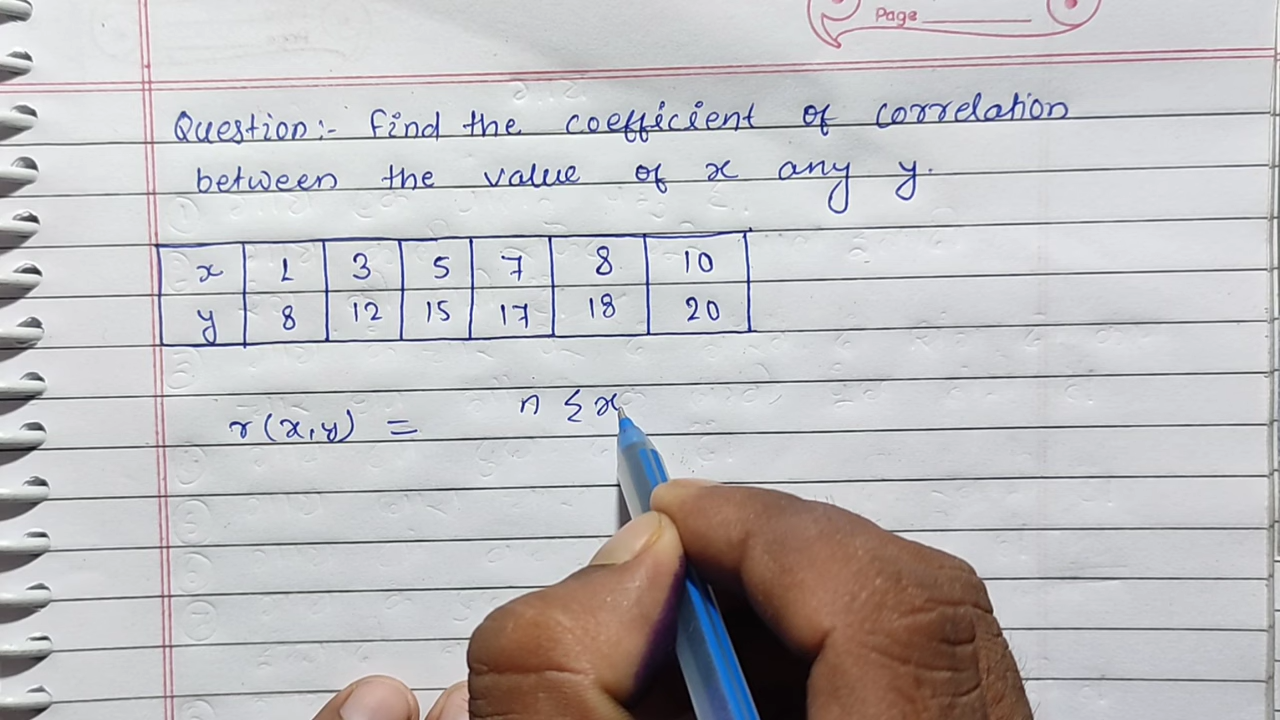 Page
Question:- Find the coefficient of correlation
between the value of x any y.
x 1 3 5 7 8 10
y 8 12 15 17 18 20
r(x,y) = n Σx